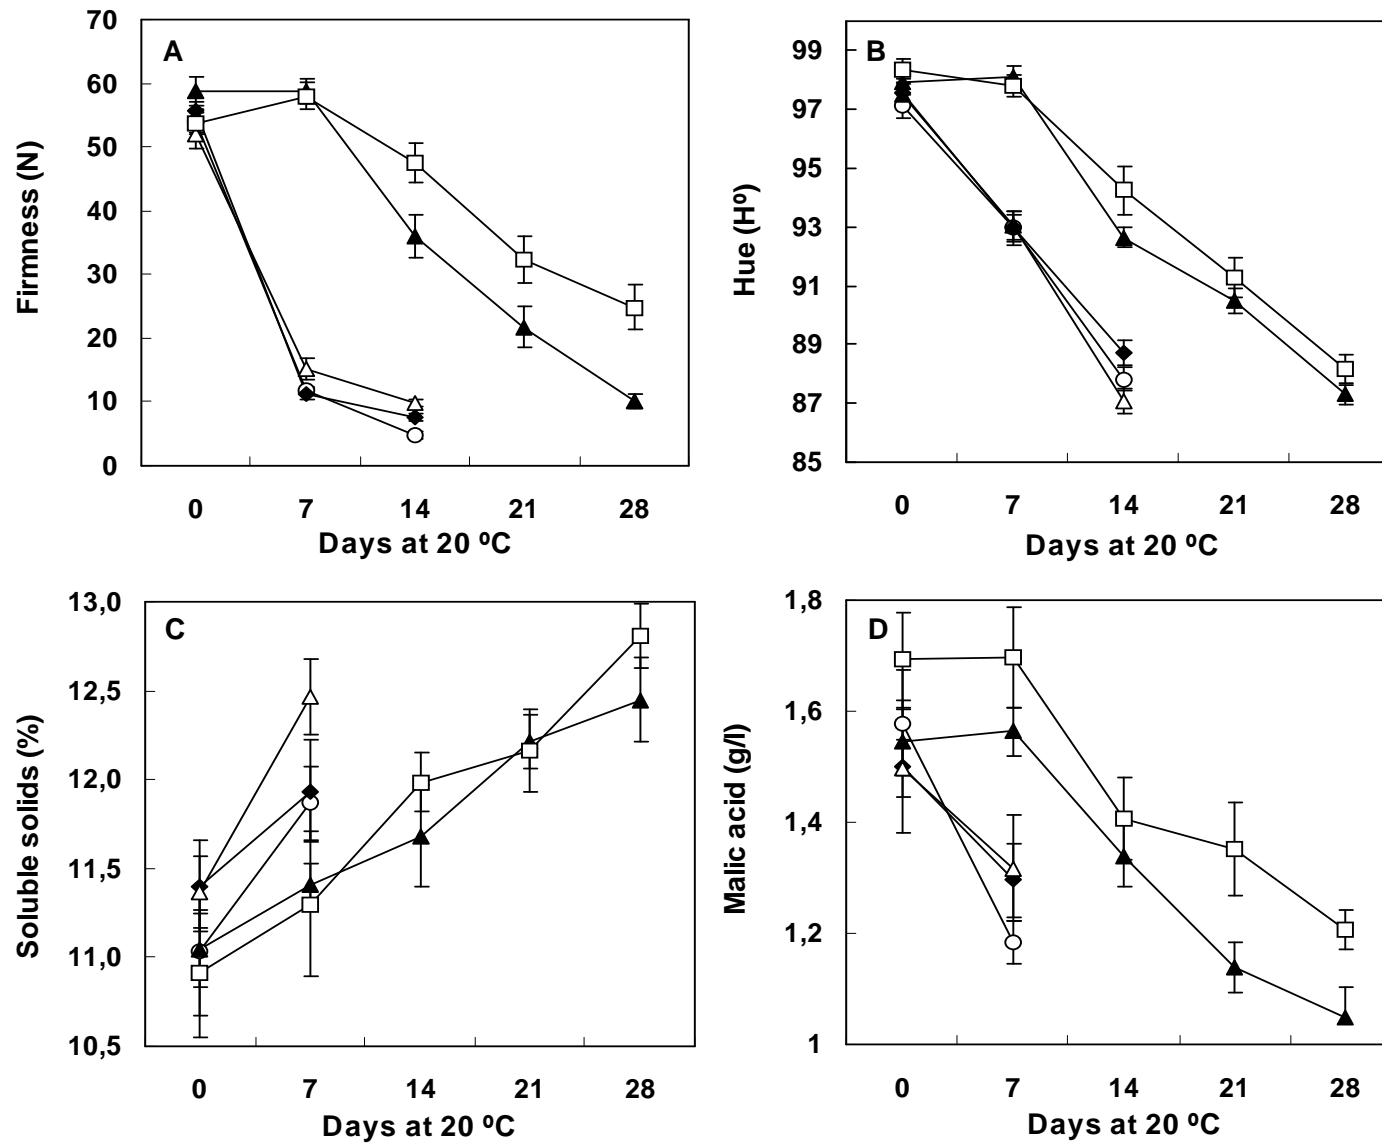 A
Firmness (N)
70
60
50
40
30
20
10
0
0 7 14 21 28
Days at 20 ºC
B
Hue (Hº)
99
97
95
93
91
89
87
85
0 7 14 21 28
Days at 20 ºC
C
Soluble solids (%)
13,0
12,5
12,0
11,5
11,0
10,5
0 7 14 21 28
Days at 20 ºC
D
Malic acid (g/l)
1,8
1,6
1,4
1,2
1
0 7 14 21 28
Days at 20 ºC